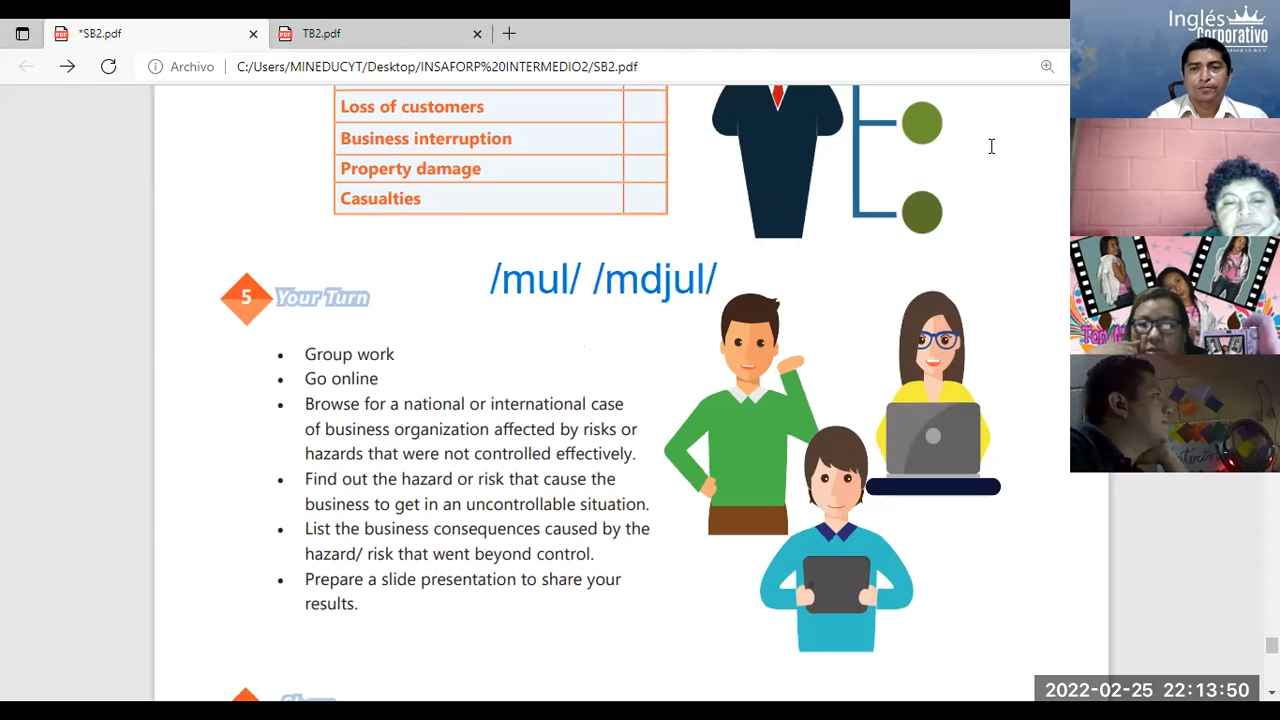 *SB2.pdf
TB2.pdf
Archivo
C:/Users/MINEDUCYT/Desktop/INSAFORP%20INTERMEDIO2/SB2.pdf
Inglés
Corporativo
Loss of customers
Business interruption
Property damage
Casualties
/mul/ /mdjul/
5 Your Turn
• Group work
• Go online
• Browse for a national or international case
of business organization affected by risks or
hazards that were not controlled effectively.
• Find out the hazard or risk that cause the
business to get in an uncontrollable situation.
• List the business consequences caused by the
hazard/ risk that went beyond control.
• Prepare a slide presentation to share your
results.
2022-02-25 22:13:50